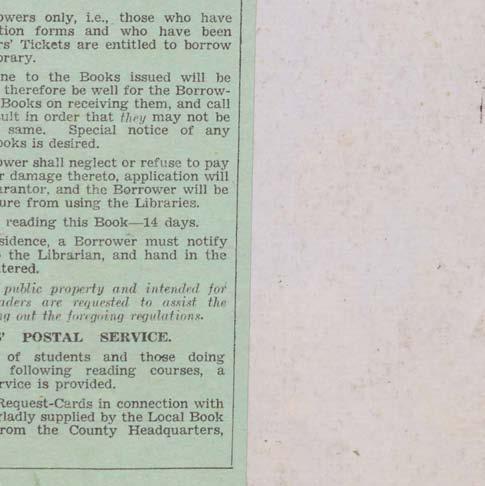 owers only, i.e., those who have
tion forms and who have been
rs' Tickets are entitled to borrow
brary.
ne to the Books issued will be
therefore be well for the Borrow-
Books on receiving them, and call
ult in order that they may not be
same. Special notice of any
ooks is desired.
ower shall neglect or refuse to pay
r damage thereto, application will
arantor, and the Borrower will be
ure from using the Libraries.
reading this Book—14 days.
sidence, a Borrower must notify
o the Librarian, and hand in the
tered.
public property and intended for
aders are requested to assist the
ng out the foregoing regulations.
S' POSTAL SERVICE.
of students and those doing
following reading courses, a
ervice is provided.
Request-Cards in connection with
gladly supplied by the Local Book
rom the County Headquarters,